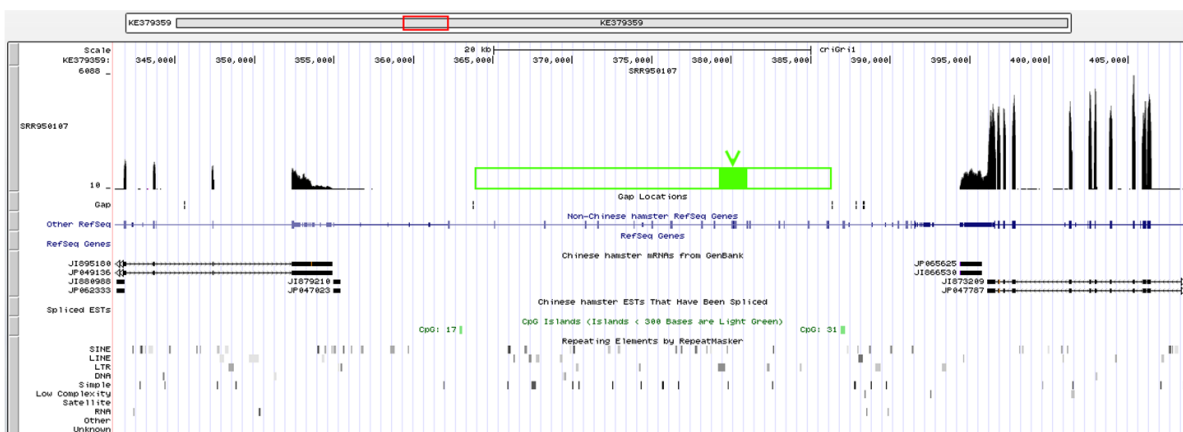 KE379359 KE379359
Scale 20 kb criGri1
KE379359: 345,000 350,000 355,000 360,000 365,000 370,000 375,000 380,000 385,000 390,000 395,000 400,000 405,000
6088 _ SRR950107
SRR950107
10 _
Gap Locations
Gap
Non-Chinese hamster RefSeq Genes
Other RefSeq
RefSeq Genes
RefSeq Genes
Chinese hamster mRNAs from GenBank
JI895180 JP065625
JP049136 JI866530
JI880988 JI879210 JI873209
JP062333 JP047023 JP047787
Chinese hamster ESTs That Have Been Spliced
Spliced ESTs
CpG Islands (Islands < 300 Bases are Light Green)
CpG: 17 CpG: 31
Repeating Elements by RepeatMasker
SINE
LINE
LTR
DNA
Simple
Low Complexity
Satellite
RNA
Other
Unknown